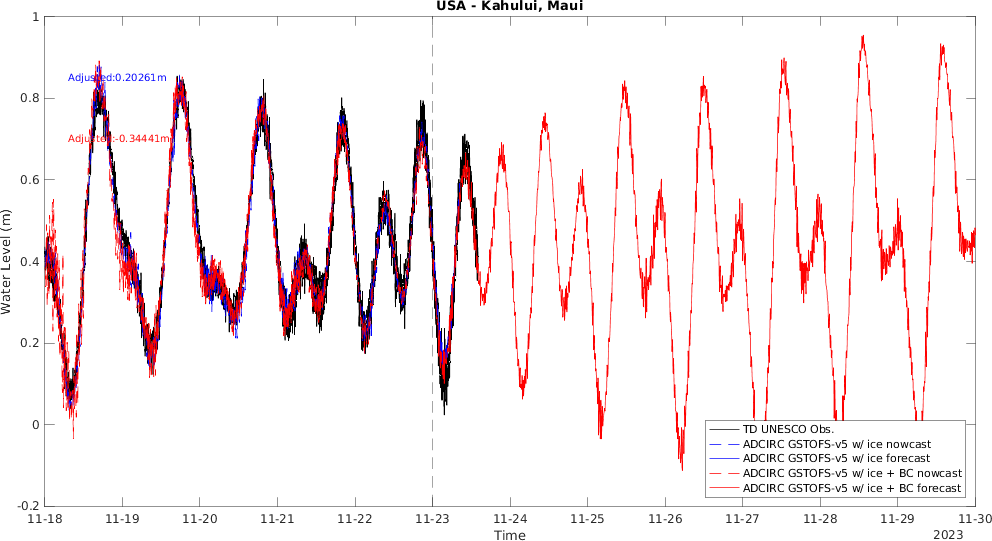 USA - Kahului, Maui
1
0.8
0.6
0.4
0.2
0
-0.2
Water Level (m)
Adjusted:0.20261m
Adjusted:-0.34441m
TD UNESCO Obs.
ADCIRC GSTOFS-v5 w/ ice nowcast
ADCIRC GSTOFS-v5 w/ ice forecast
ADCIRC GSTOFS-v5 w/ ice + BC nowcast
ADCIRC GSTOFS-v5 w/ ice + BC forecast
11-18 11-19 11-20 11-21 11-22 11-23 11-24 11-25 11-26 11-27 11-28 11-29 11-30
Time
2023